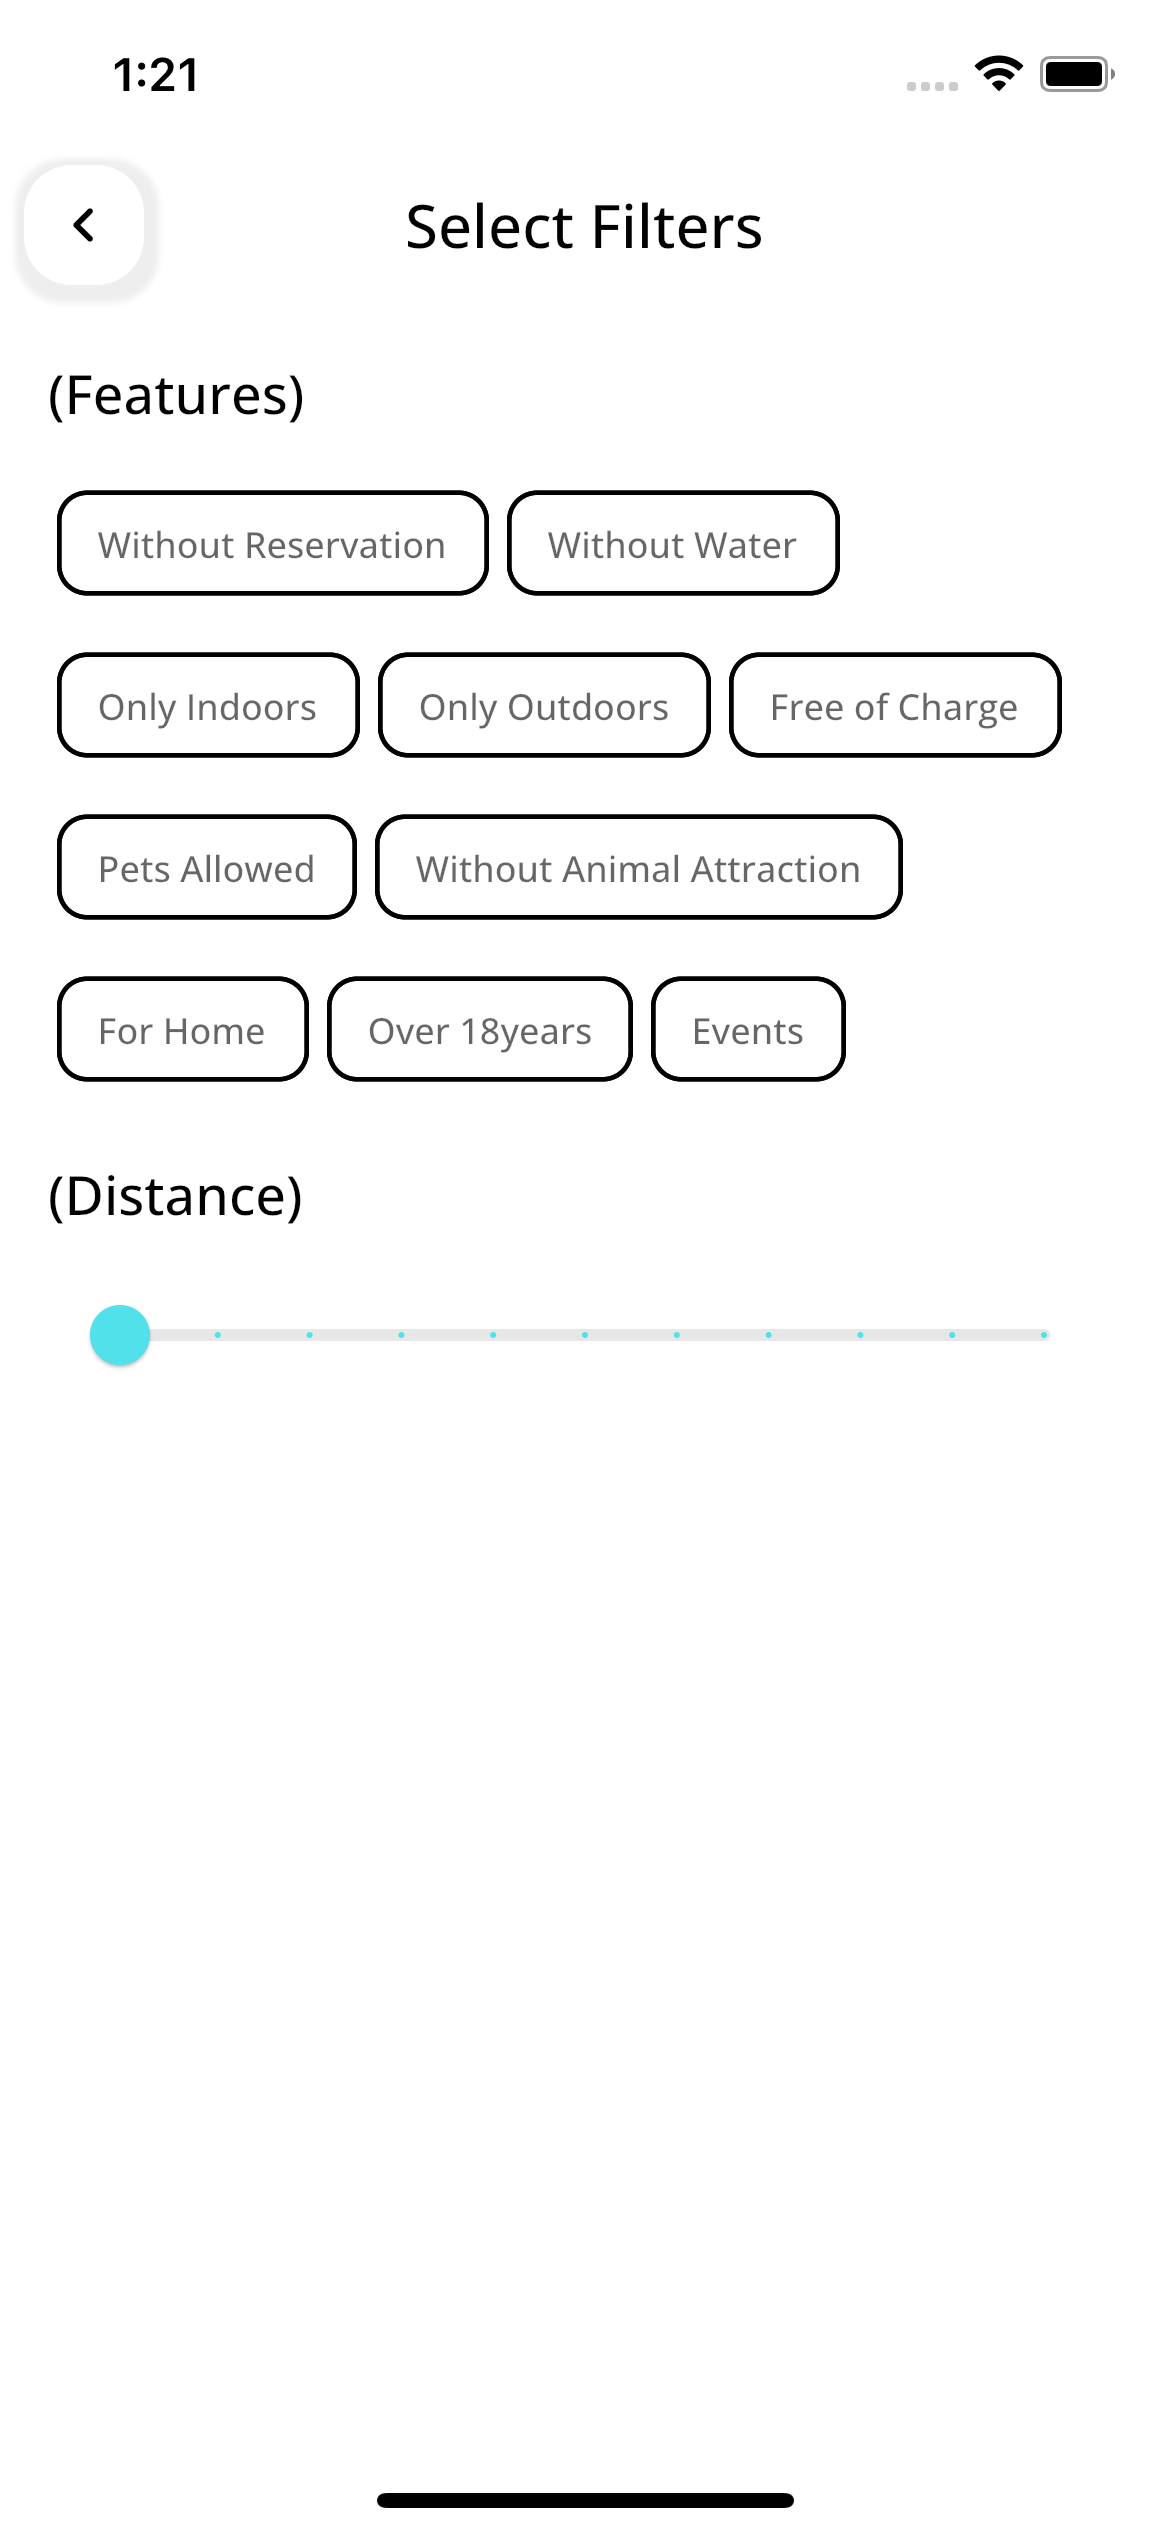 1:21
Select Filters
(Features)
Without Reservation Without Water
Only Indoors Only Outdoors Free of Charge
Pets Allowed Without Animal Attraction
For Home Over 18years Events
(Distance)